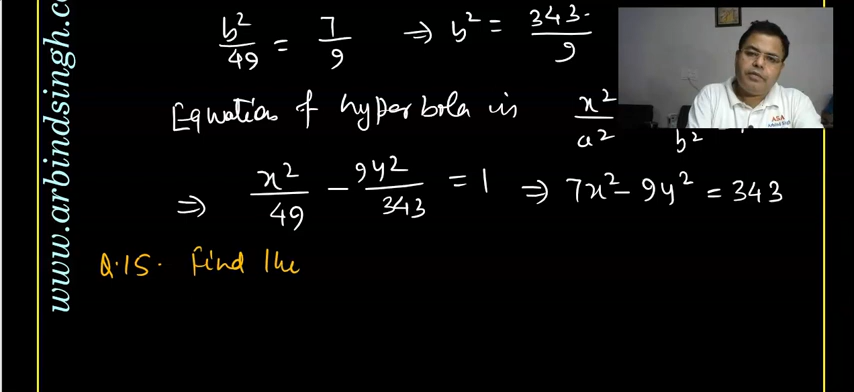 b²/49 = 7/9 ⇒ b² = 343/9
Equation of hyperbola is x²/a² b²
⇒ x²/49 - 9y²/343 = 1 ⇒ 7x² - 9y² = 343
Q.15. Find the
www.arbindsingh.c
ASA